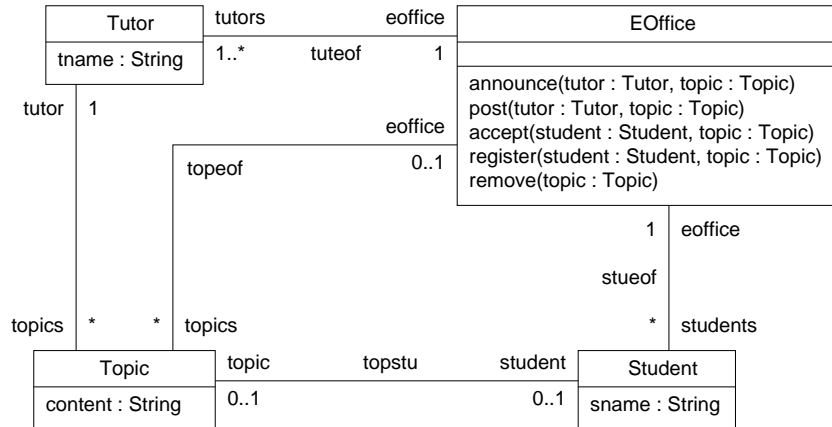 Tutor
tutors
eoffice
EOffice
tname : String
1..*
tuteof
1
announce(tutor : Tutor, topic : Topic)
post(tutor : Tutor, topic : Topic)
accept(student : Student, topic : Topic)
register(student : Student, topic : Topic)
remove(topic : Topic)
tutor
1
eoffice
topeof
0..1
1
eoffice
stueof
topics
*
*
topics
*
students
Topic
topic
topstu
student
Student
content : String
0..1
0..1
sname : String